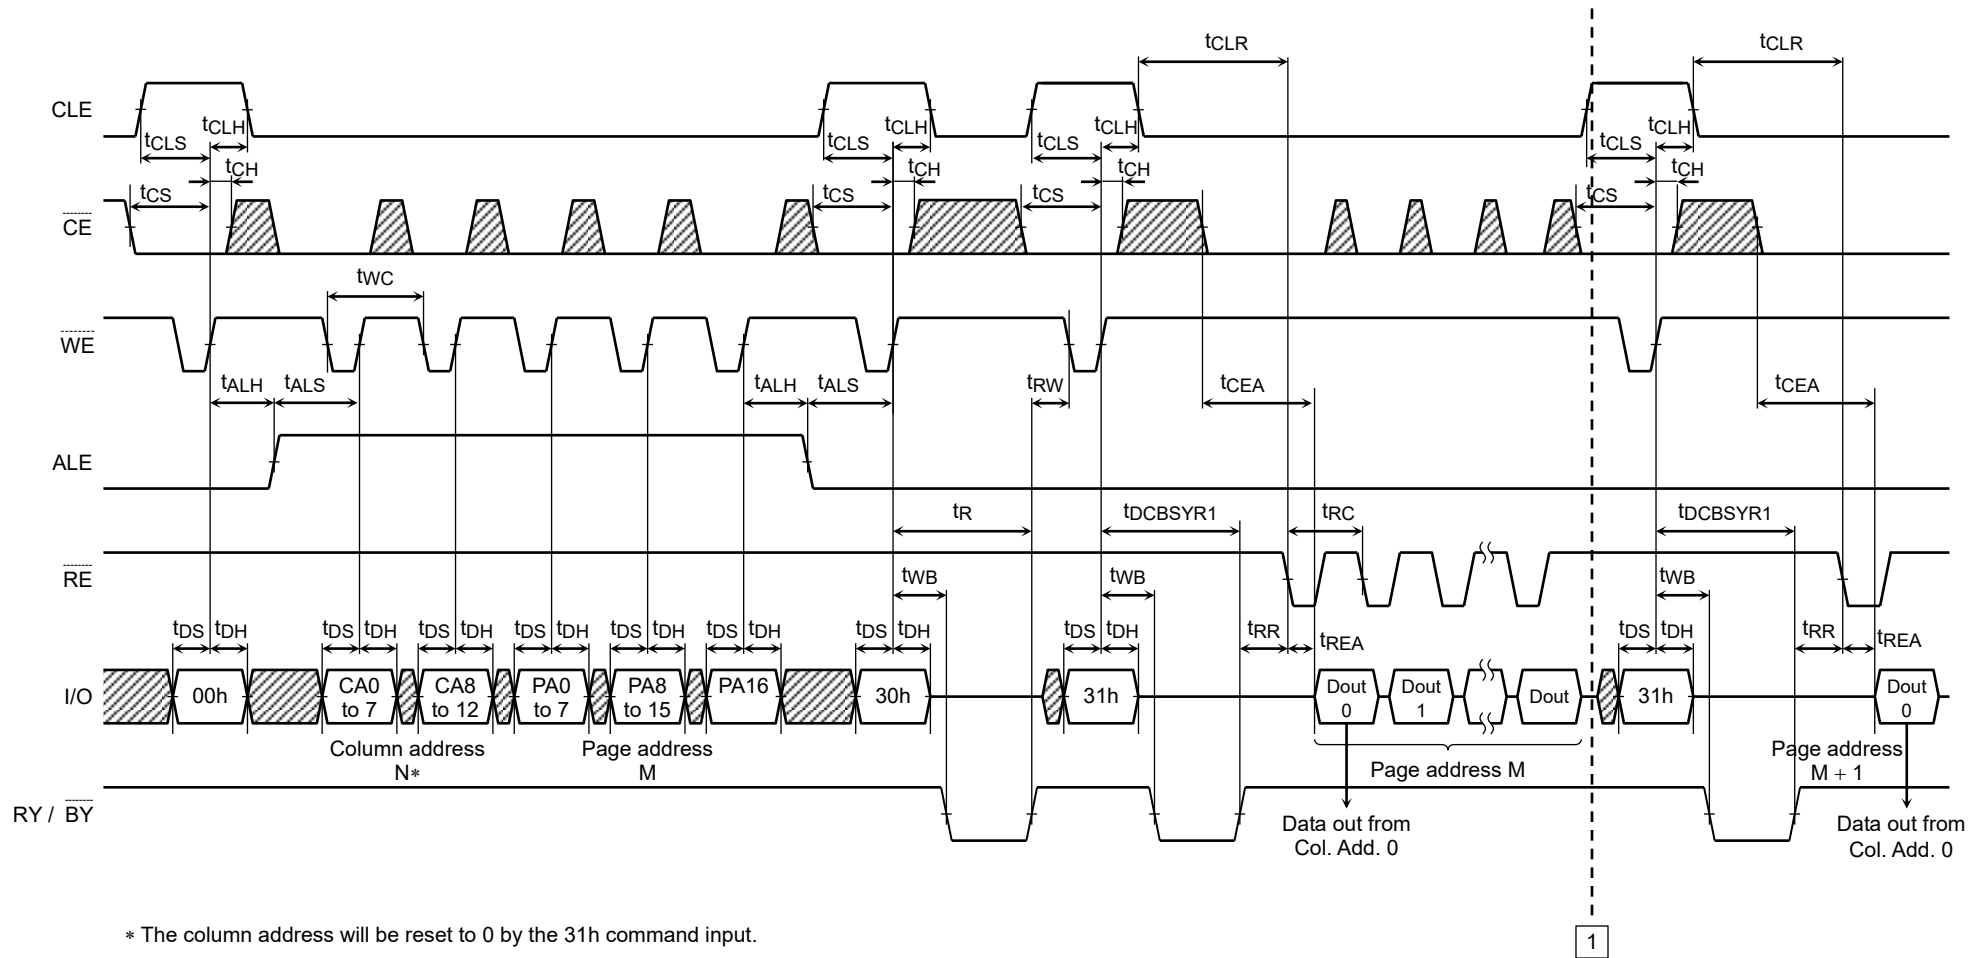 tCLR tCLR
CLE
tCLS tCLH tCLS tCLH tCLS tCLH tCLS tCLH
tCS tCH tCS tCH tCS tCH tCS tCH
CE
tWC
WE
tALH tALS tALH tALS tRW tCEA tCEA
ALE
tR tDCBSYR1 tRC tDCBSYR1
RE
tWB tWB tWB
tDS tDH tDS tDH tDS tDH tDS tDH tDS tDH tDS tDH tDS tDH tDS tDH tRR tREA tDS tDH tRR tREA
I/O
00h
CA0 to 7
CA8 to 12
PA0 to 7
PA8 to 15
PA16
30h
31h
Dout 0
Dout 1
Dout
31h
Dout 0
Column address
N*
Page address
M
Page address M
Page address
M + 1
RY / BY
Data out from
Col. Add. 0
Data out from
Col. Add. 0
* The column address will be reset to 0 by the 31h command input.
1